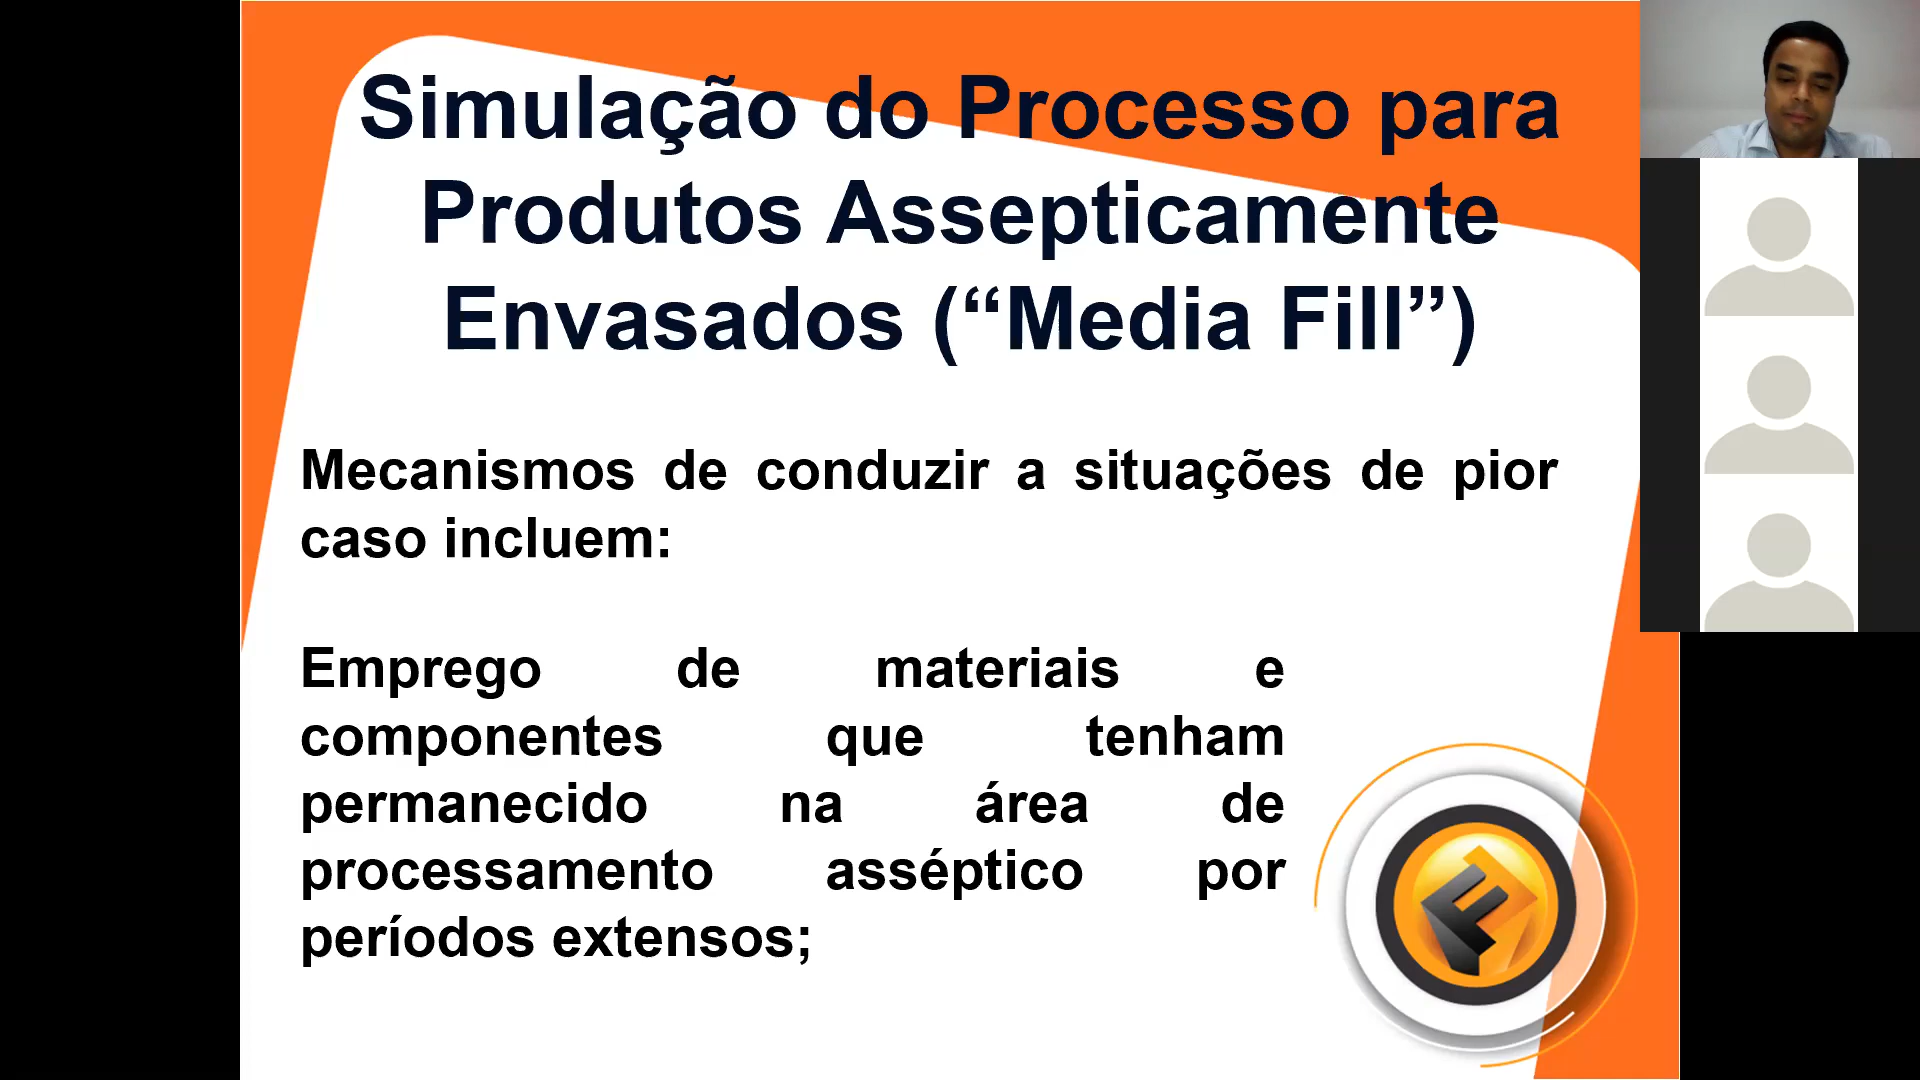 Simulação do Processo para
Produtos Assepticamente
Envasados (“Media Fill”)
Mecanismos de conduzir a situações de pior
caso incluem:
Emprego de materiais e
componentes que tenham
permanecido na área de
processamento asséptico por
períodos extensos;